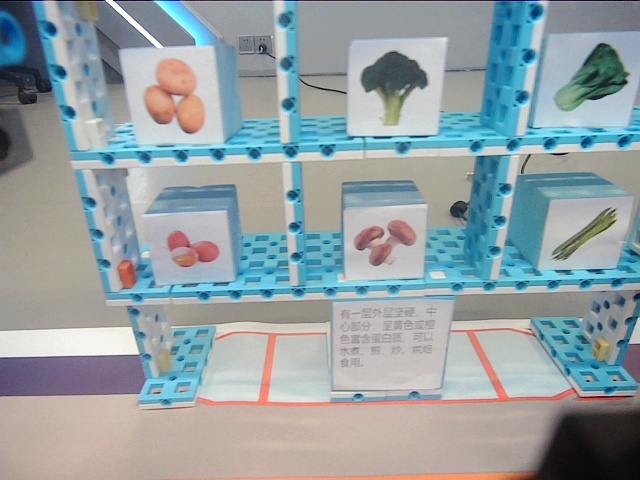 有一层外层坚硬，中
心部分，呈黄色或橙
色富含蛋白质，可以
水煮、煎、炒、烘焙
食用。